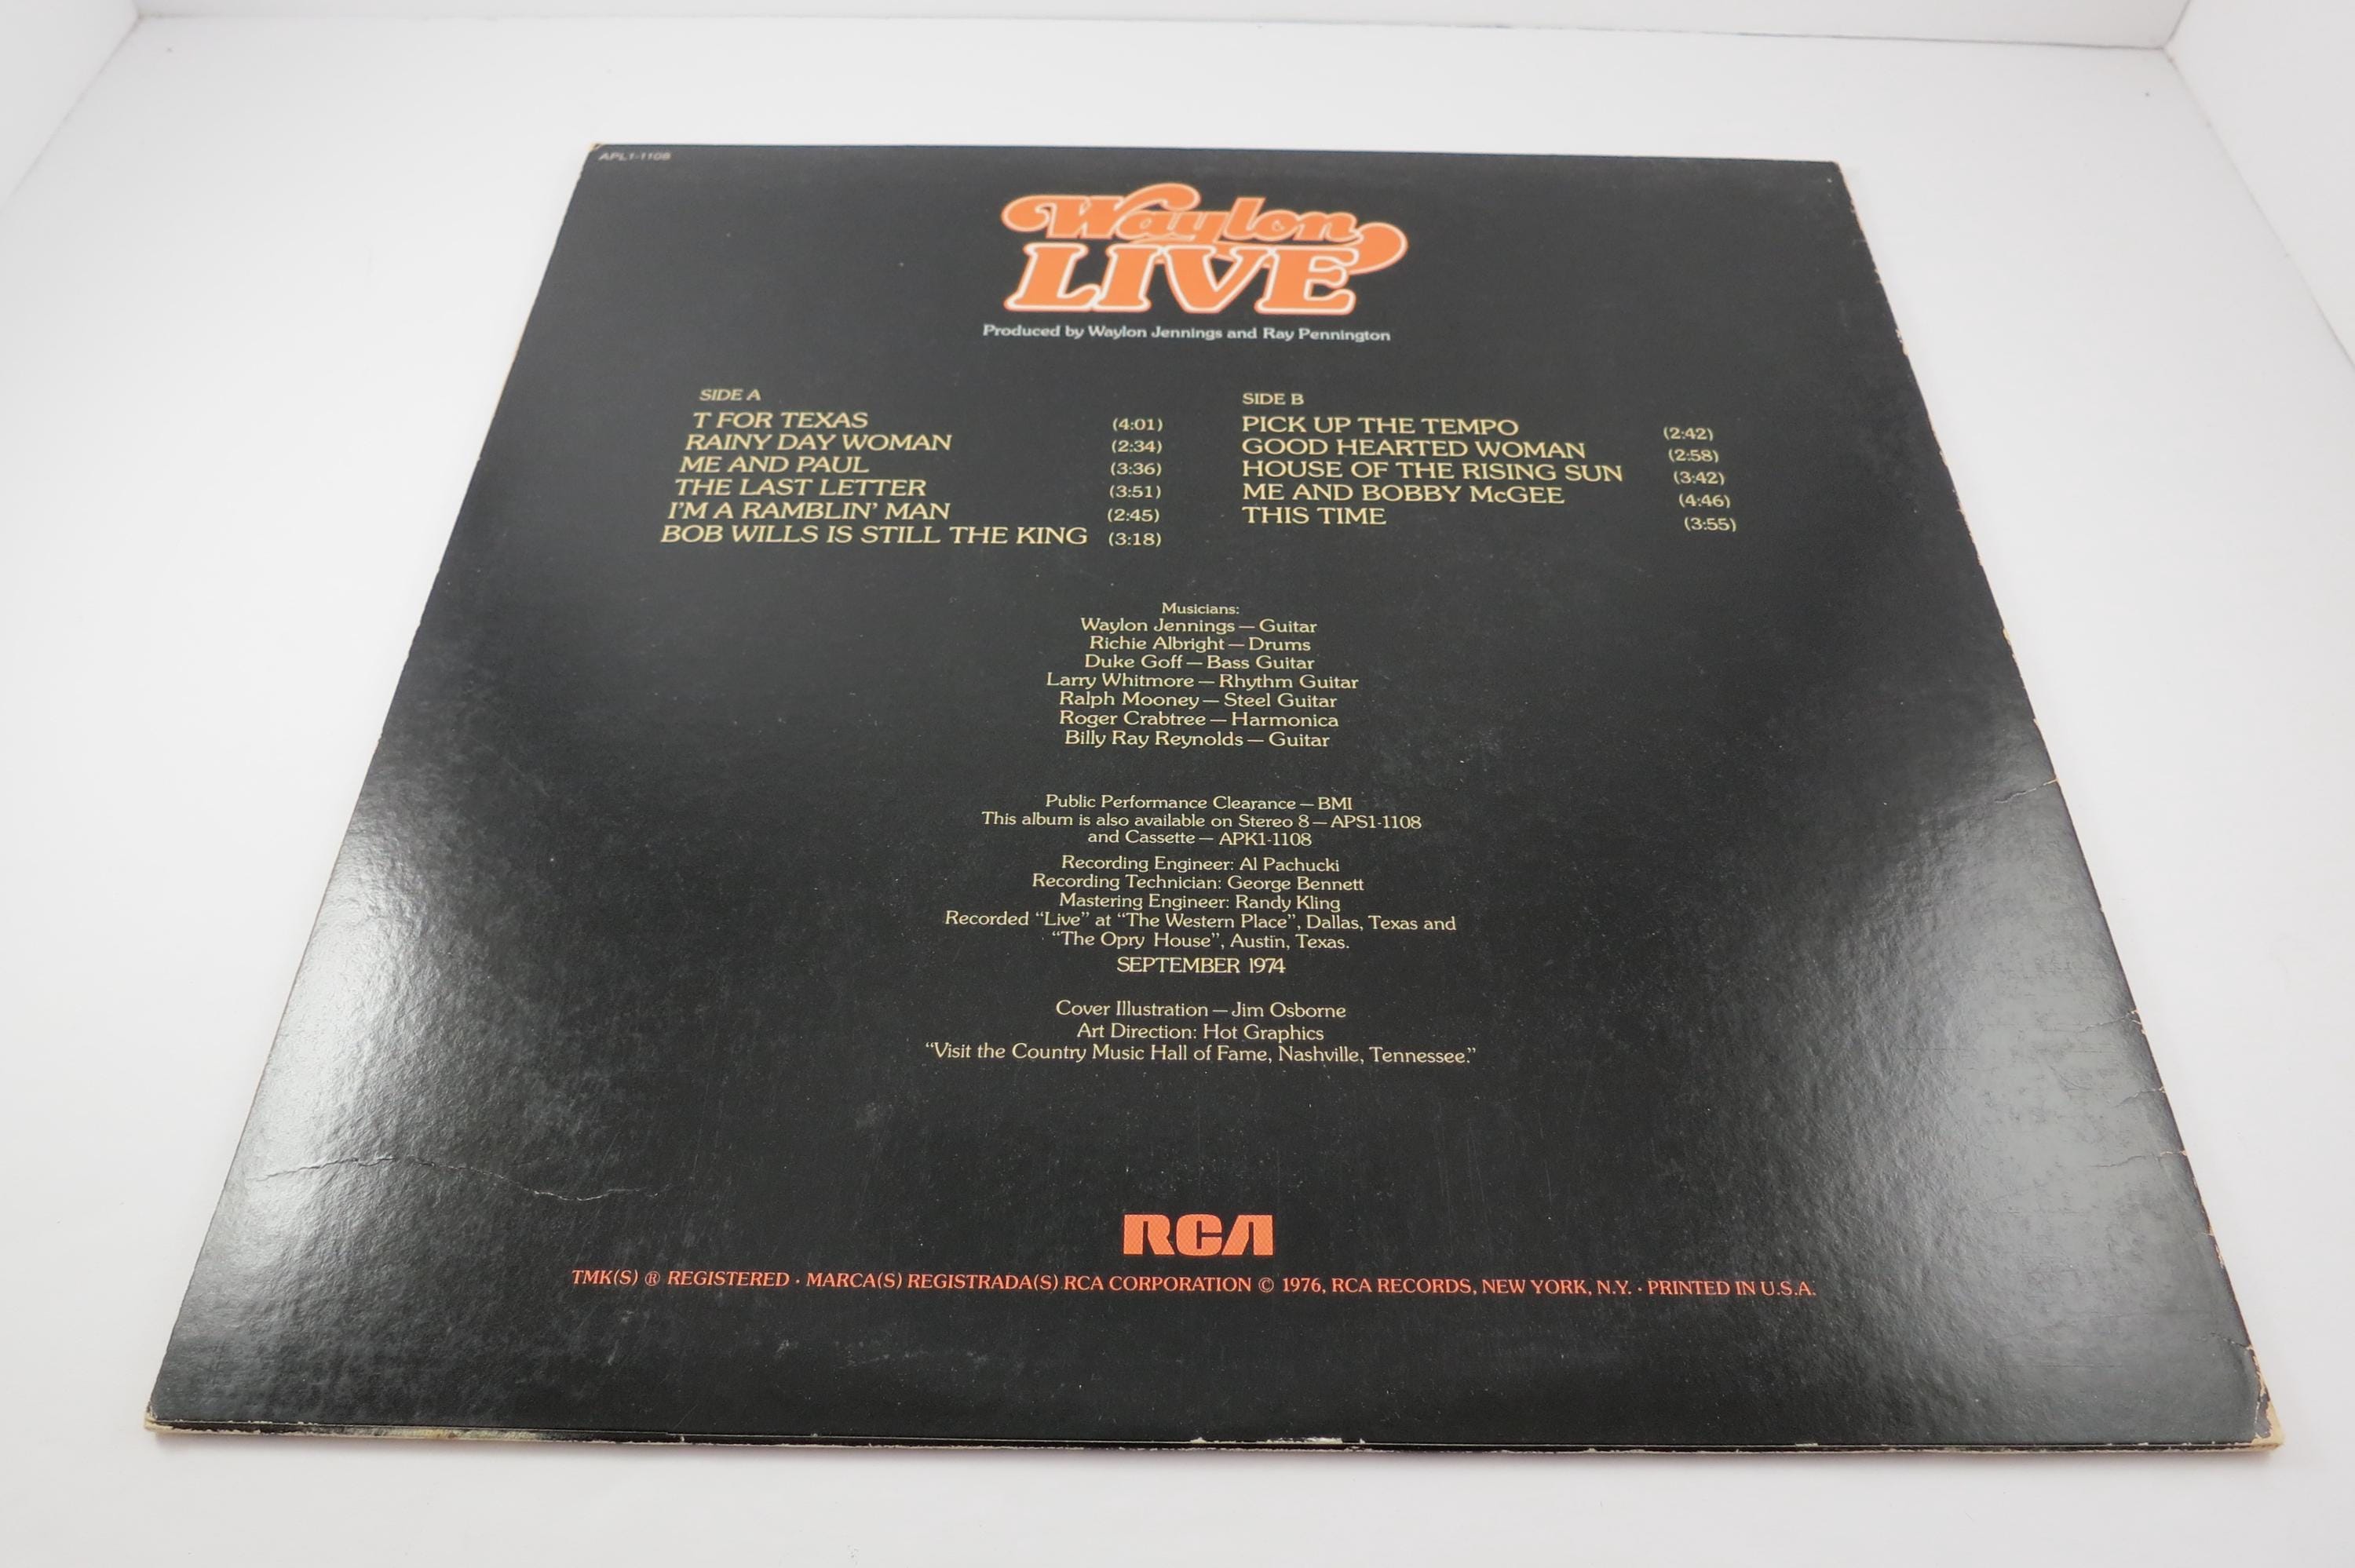 APL1-1108
Waylon
LIVE
Produced by Waylon Jennings and Ray Pennington
SIDE A
T FOR TEXAS (4:01)
RAINY DAY WOMAN (2:34)
ME AND PAUL (3:36)
THE LAST LETTER (3:51)
I'M A RAMBLIN' MAN (2:45)
BOB WILLS IS STILL THE KING (3:18)
SIDE B
PICK UP THE TEMPO (2:42)
GOOD HEARTED WOMAN (2:58)
HOUSE OF THE RISING SUN (3:42)
ME AND BOBBY McGEE (4:46)
THIS TIME (3:55)
Musicians:
Waylon Jennings — Guitar
Richie Albright — Drums
Duke Goff — Bass Guitar
Larry Whitmore — Rhythm Guitar
Ralph Mooney — Steel Guitar
Roger Crabtree — Harmonica
Billy Ray Reynolds — Guitar
Public Performance Clearance — BMI
This album is also available on Stereo 8 — APS1-1108
and Cassette — APK1-1108
Recording Engineer: Al Pachucki
Recording Technician: George Bennett
Mastering Engineer: Randy Kling
Recorded "Live" at "The Western Place", Dallas, Texas and
"The Opry House", Austin, Texas.
SEPTEMBER 1974
Cover Illustration — Jim Osborne
Art Direction: Hot Graphics
"Visit the Country Music Hall of Fame, Nashville, Tennessee."
RCA
TMK(S) ® REGISTERED · MARCA(S) REGISTRADA(S) RCA CORPORATION © 1976, RCA RECORDS, NEW YORK, N.Y. · PRINTED IN U.S.A.